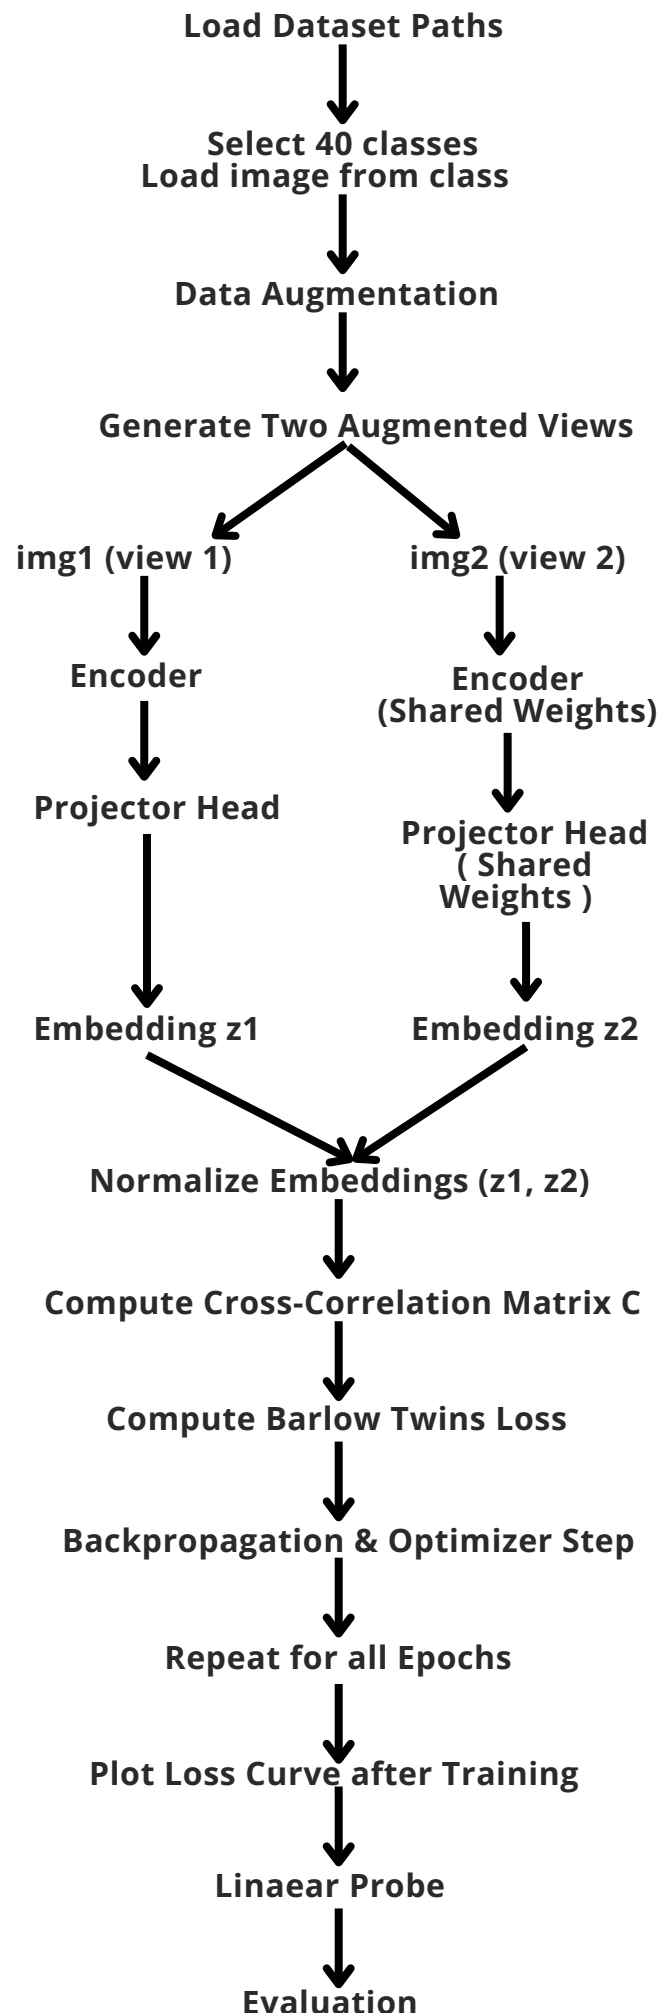 Load Dataset Paths
Select 40 classes
Load image from class
Data Augmentation
Generate Two Augmented Views
img1 (view 1)
img2 (view 2)
Encoder
Encoder
(Shared Weights)
Projector Head
Projector Head
( Shared
Weights )
Embedding z1
Embedding z2
Normalize Embeddings (z1, z2)
Compute Cross-Correlation Matrix C
Compute Barlow Twins Loss
Backpropagation & Optimizer Step
Repeat for all Epochs
Plot Loss Curve after Training
Linaear Probe
Evaluation